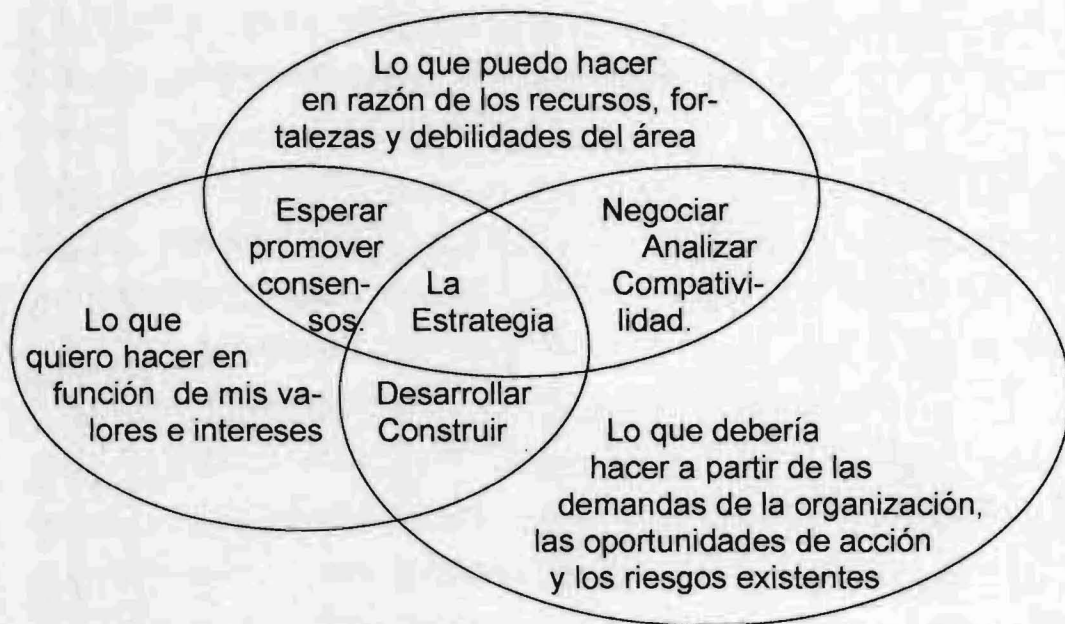 Lo que puedo hacer
en razón de los recursos, for-
talezas y debilidades del área
Esperar
promover
consen-
sos.
Negociar
Analizar
Compativi-
lidad.
La
Estrategia
Lo que
quiero hacer en
función de mis va-
lores e intereses
Desarrollar
Construir
Lo que debería
hacer a partir de las
demandas de la organización,
las oportunidades de acción
y los riesgos existentes